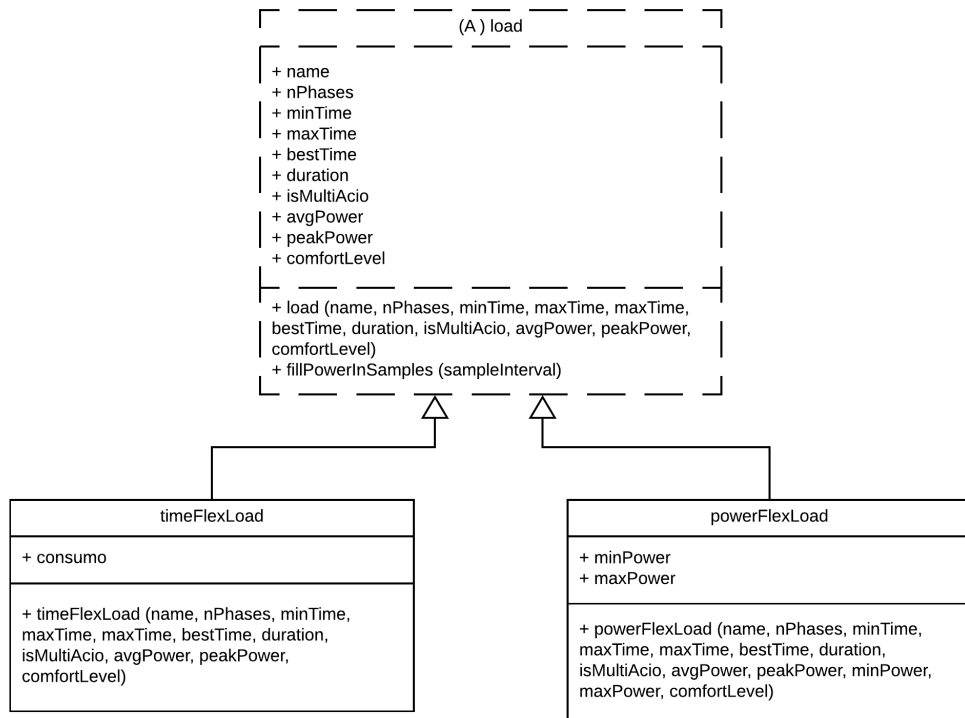 (A ) load
+ name
+ nPhases
+ minTime
+ maxTime
+ bestTime
+ duration
+ isMultiAcio
+ avgPower
+ peakPower
+ comfortLevel
+ load (name, nPhases, minTime, maxTime, maxTime,
bestTime, duration, isMultiAcio, avgPower, peakPower,
comfortLevel)
+ fillPowerInSamples (sampleInterval)
timeFlexLoad
+ consumo
+ timeFlexLoad (name, nPhases, minTime,
maxTime, maxTime, bestTime, duration,
isMultiAcio, avgPower, peakPower,
comfortLevel)
powerFlexLoad
+ minPower
+ maxPower
+ powerFlexLoad (name, nPhases, minTime,
maxTime, maxTime, bestTime, duration,
isMultiAcio, avgPower, peakPower, minPower,
maxPower, comfortLevel)